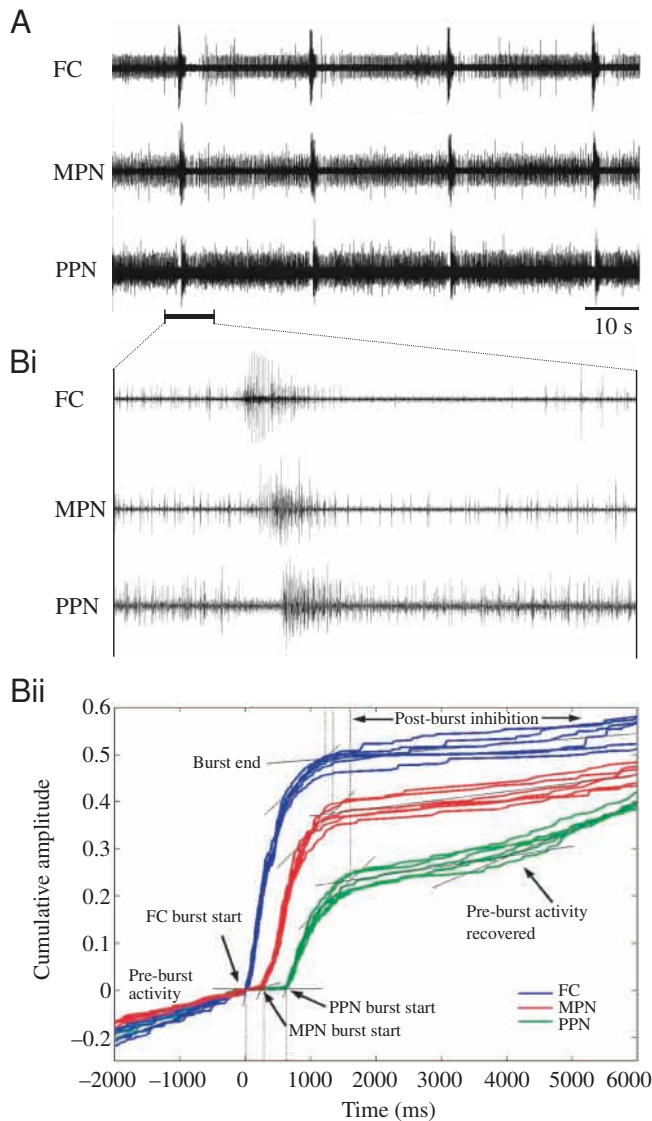 A
FC
MPN
PPN
10 s
Bi
FC
MPN
PPN
Bii
0.6
0.5
0.4
0.3
0.2
0.1
0
–0.2
Cumulative amplitude
Post-burst inhibition
Burst end
FC burst start
Pre-burst
activity
Pre-burst activity
recovered
PPN burst start
MPN burst start
FC
MPN
PPN
–2000 –1000 0 1000 2000 3000 4000 5000 6000
Time (ms)